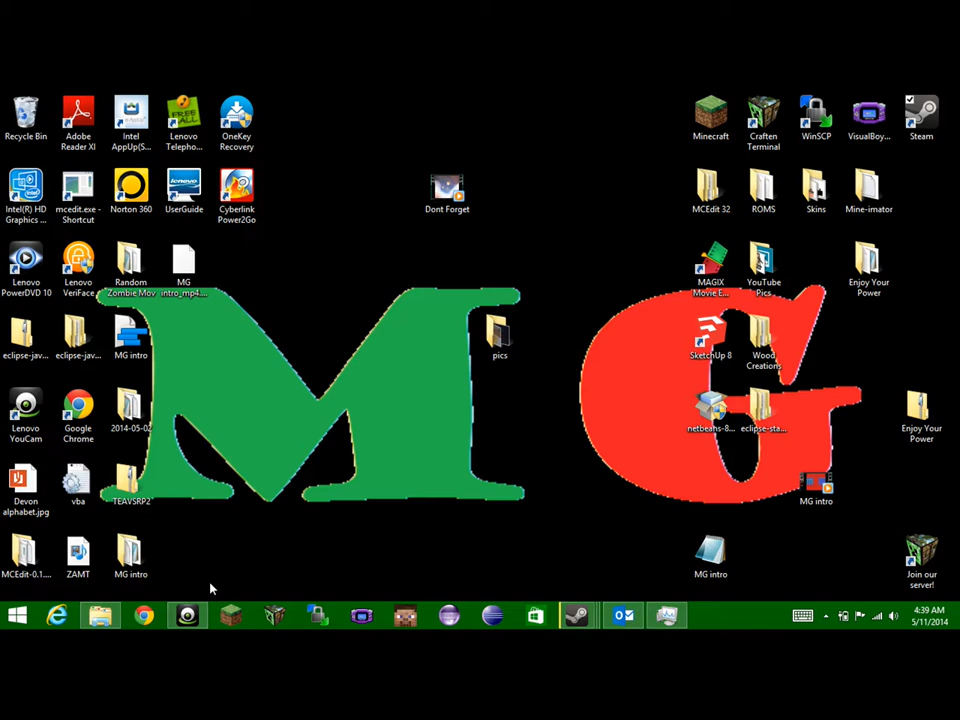 Recycle Bin
Adobe Reader XI
Intel AppUp(S...
FREE CALL
Lenovo Telepho...
OneKey Recovery
Minecraft
Craften Terminal
WinSCP
VisualBoy...
Steam
Intel(R) HD Graphics ...
mcedit.exe - Shortcut
Norton 360
lenovo
UserGuide
Cyberlink Power2Go
Dont Forget
MCEdit 32
ROMS
Skins
Mine-imator
Lenovo PowerDVD 10
Lenovo VeriFace
Random Zombie Mov
MG intro_mp4....
MAGIX Movie E...
YouTube Pics
Enjoy Your Power
eclipse-jav...
eclipse-jav...
MG intro
pics
SketchUp 8
Wood Creations
MG
Lenovo YouCam
Google Chrome
2014-05-02
netbeans-8...
eclipse-sta...
Enjoy Your Power
Devon alphabet.jpg
vba
TEAVSRP2
MG intro
MCEdit-0.1....
ZAMT
MG intro
MG intro
Join our server!
4:39 AM
5/11/2014